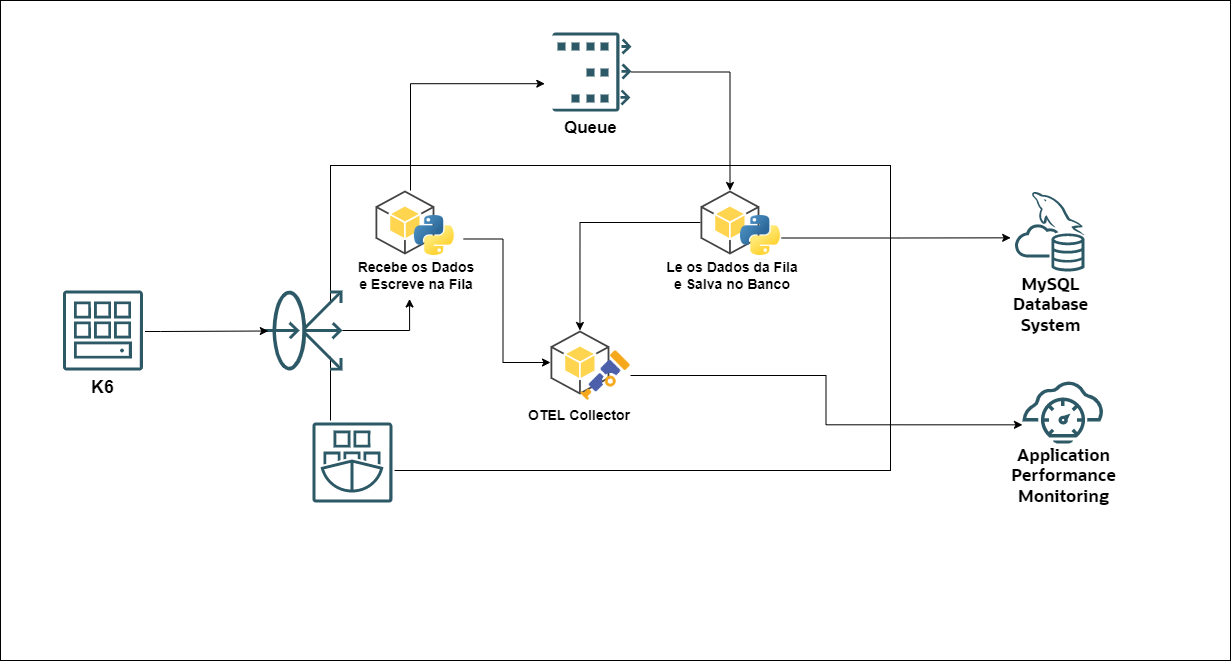 Queue
Recebe os Dados
e Escreve na Fila
Le os Dados da Fila
e Salva no Banco
MySQL
Database
System
K6
OTEL Collector
Application
Performance
Monitoring